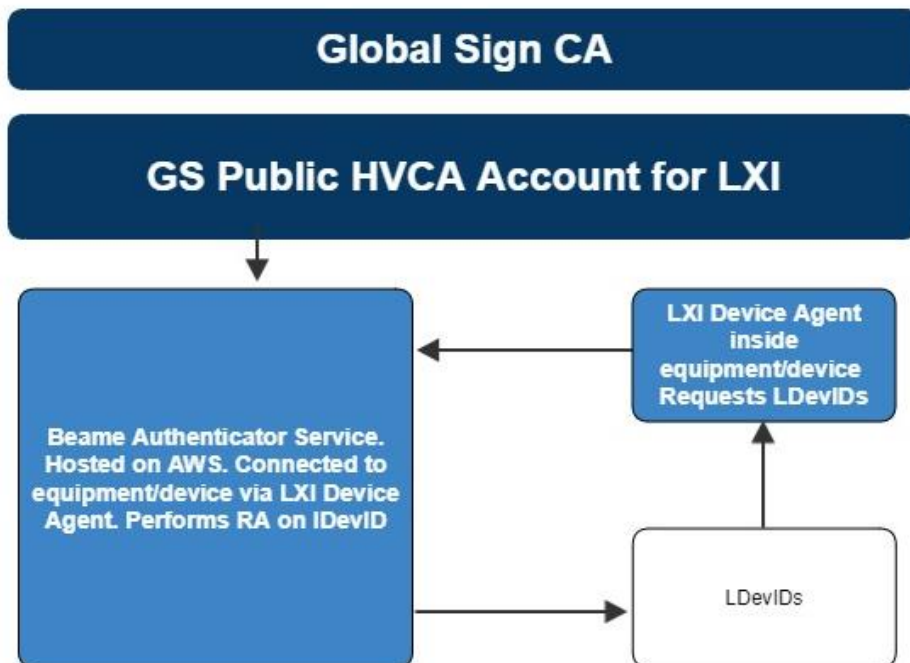 Global Sign CA
GS Public HVCA Account for LXI
Beame Authenticator Service.
Hosted on AWS. Connected to
equipment/device via LXI Device
Agent. Performs RA on IDevID
LXI Device Agent
inside
equipment/device
Requests LDevIDs
LDevIDs